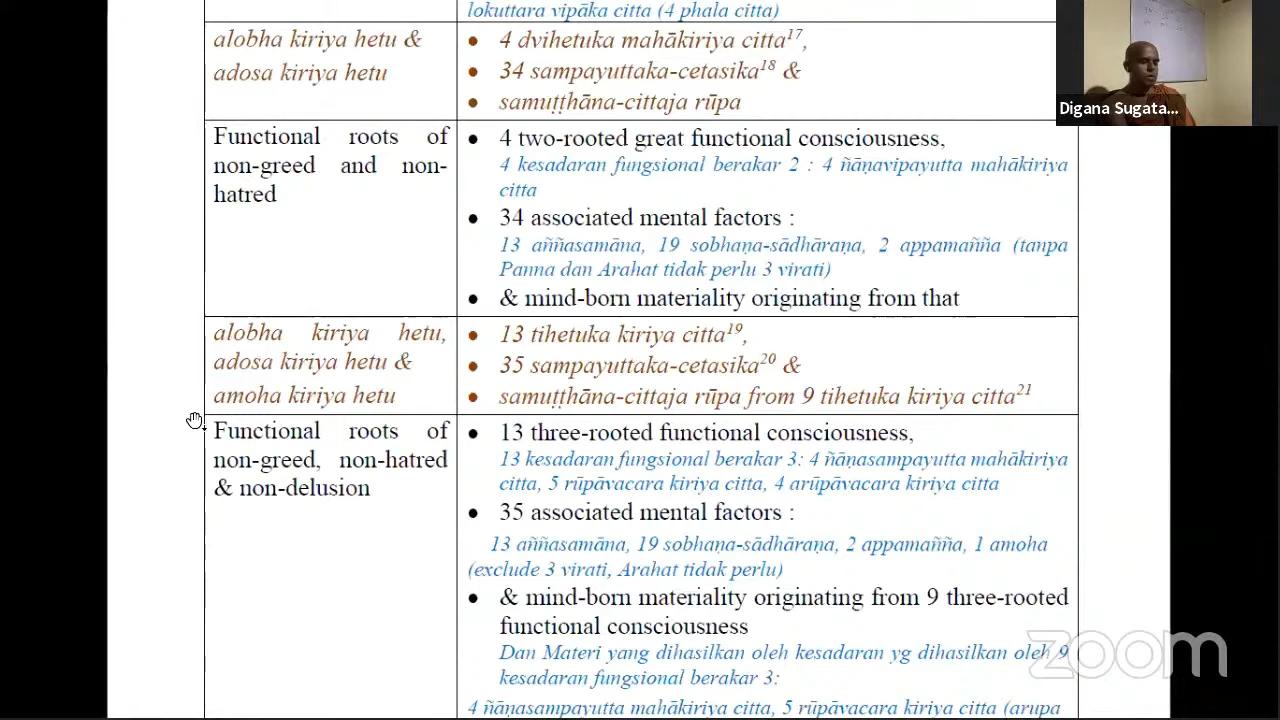 lokuttara vipāka citta (4 phala citta)
alobha kiriya hetu &
adosa kiriya hetu
● 4 dvihetuka mahākiriya citta17,
● 34 sampayuttaka-cetasika18 &
● samuṭṭhāna-cittaja rūpa
Functional roots of
non-greed and non-
hatred
● 4 two-rooted great functional consciousness,
4 kesadaran fungsional berakar 2 : 4 ñāṇavipayutta mahākiriya
citta
● 34 associated mental factors :
13 aññasamāna, 19 sobhaṇa-sādhāraṇa, 2 appamañña (tanpa
Panna dan Arahat tidak perlu 3 virati)
● & mind-born materiality originating from that
alobha kiriya hetu,
adosa kiriya hetu &
amoha kiriya hetu
● 13 tihetuka kiriya citta19,
● 35 sampayuttaka-cetasika20 &
● samuṭṭhāna-cittaja rūpa from 9 tihetuka kiriya citta21
Functional roots of
non-greed, non-hatred
& non-delusion
● 13 three-rooted functional consciousness,
13 kesadaran fungsional berakar 3: 4 ñāṇasampayutta mahākiriya
citta, 5 rūpāvacara kiriya citta, 4 arūpāvacara kiriya citta
● 35 associated mental factors :
13 aññasamāna, 19 sobhaṇa-sādhāraṇa, 2 appamañña, 1 amoha
(exclude 3 virati, Arahat tidak perlu)
● & mind-born materiality originating from 9 three-rooted
functional consciousness
Dan Materi yang dihasilkan oleh kesadaran yg dihasilkan oleh 9
kesadaran fungsional berakar 3:
4 ñāṇasampayutta mahākiriya citta, 5 rūpāvacara kiriya citta (arupa
Digana Sugata...
zoom